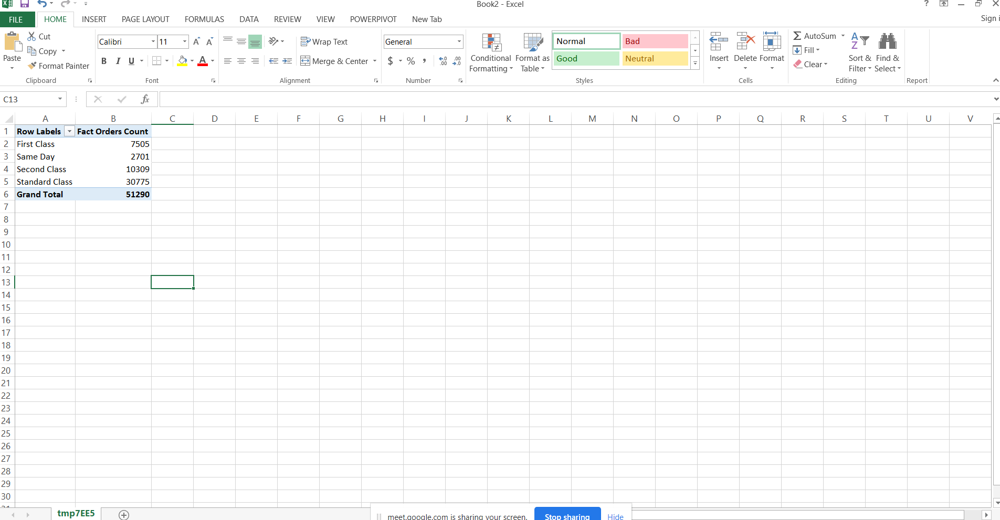 Book2 - Excel
?
FILE HOME INSERT PAGE LAYOUT FORMULAS DATA REVIEW VIEW POWERPIVOT New Tab Sign i
Paste
Cut
Copy
Format Painter
Clipboard
Calibri 11 A A
B I U A
Font
Wrap Text
Merge & Center
Alignment
General
$ % , .00 .00
Number
Conditional Formatting
Format as Table
Normal Bad
Good Neutral
Styles
Insert Delete Format
Cells
Σ AutoSum
Fill
Clear
Sort & Filter
Find & Select
Editing
Report
C13 fx
A B C D E F G H I J K L M N O P Q R S T U V
1 Row Labels Fact Orders Count
2 First Class 7505
3 Same Day 2701
4 Second Class 10309
5 Standard Class 30775
6 Grand Total 51290
7
8
9
10
11
12
13
14
15
16
17
18
19
20
21
22
23
24
25
26
27
28
29
30
tmp7EE5
meet.google.com is sharing your screen. Stop sharing Hide